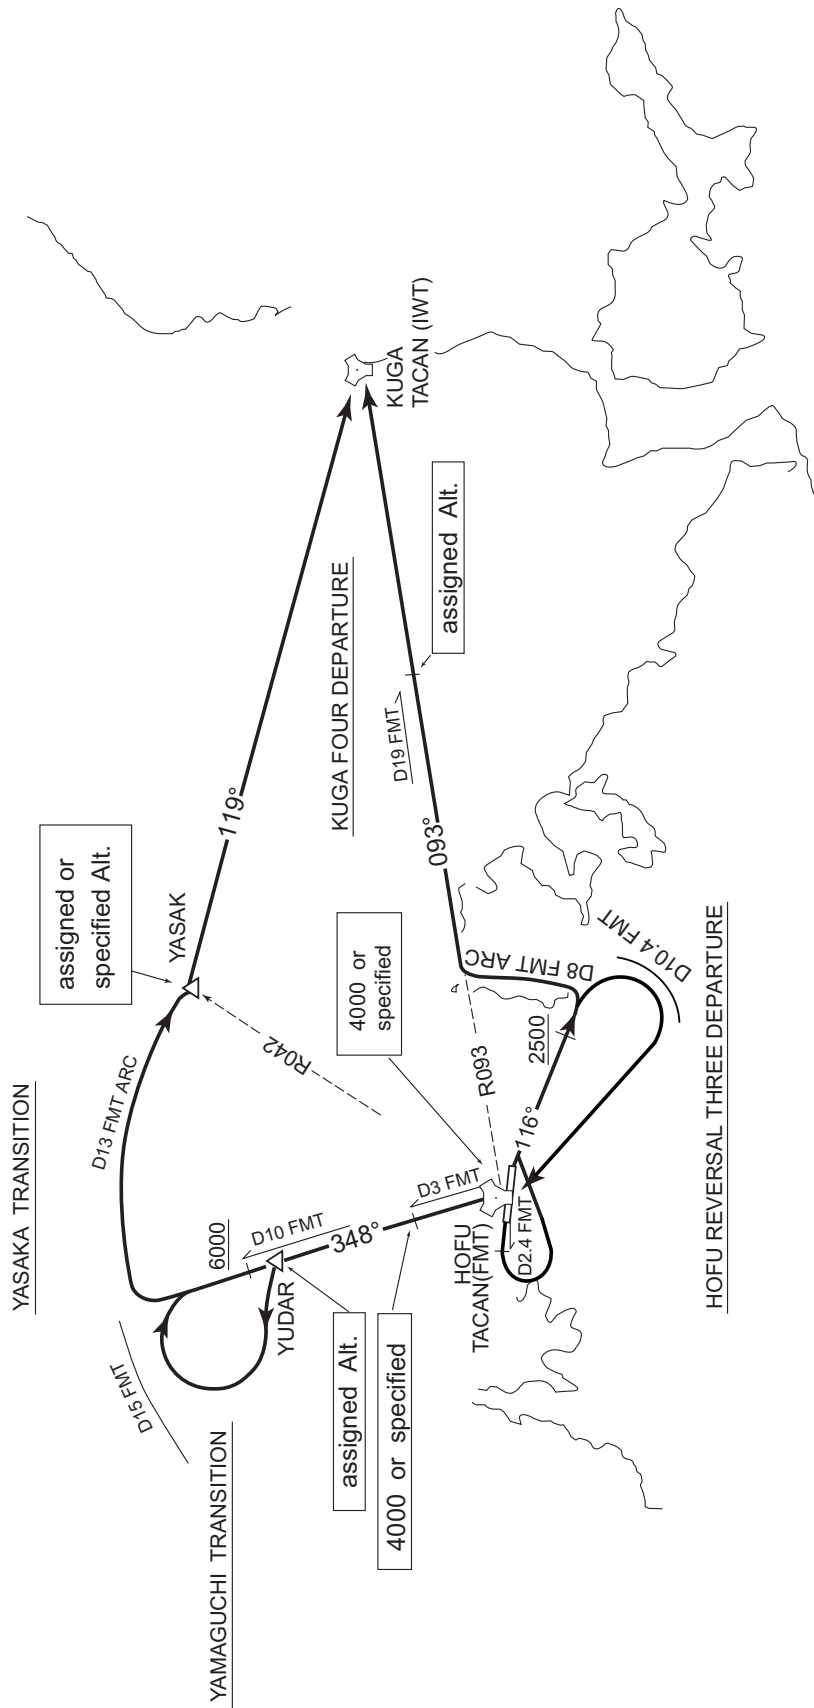 YASAKA TRANSITION
YAMAGUCHI TRANSITION
D15 FMT
D13 FMT ARC
assigned or
specified Alt.
YASAK
119°
R042
6000
D10 FMT
YUDAR
348°
D3 FMT
assigned Alt.
4000 or specified
4000 or
specified
HOFU
TACAN(FMT)
D2.4 FMT
116°
2500
R093
D8 FMT ARC
D10.4 FMT
093°
D19 FMT
assigned Alt.
KUGA FOUR DEPARTURE
KUGA
TACAN (IWT)
HOFU REVERSAL THREE DEPARTURE